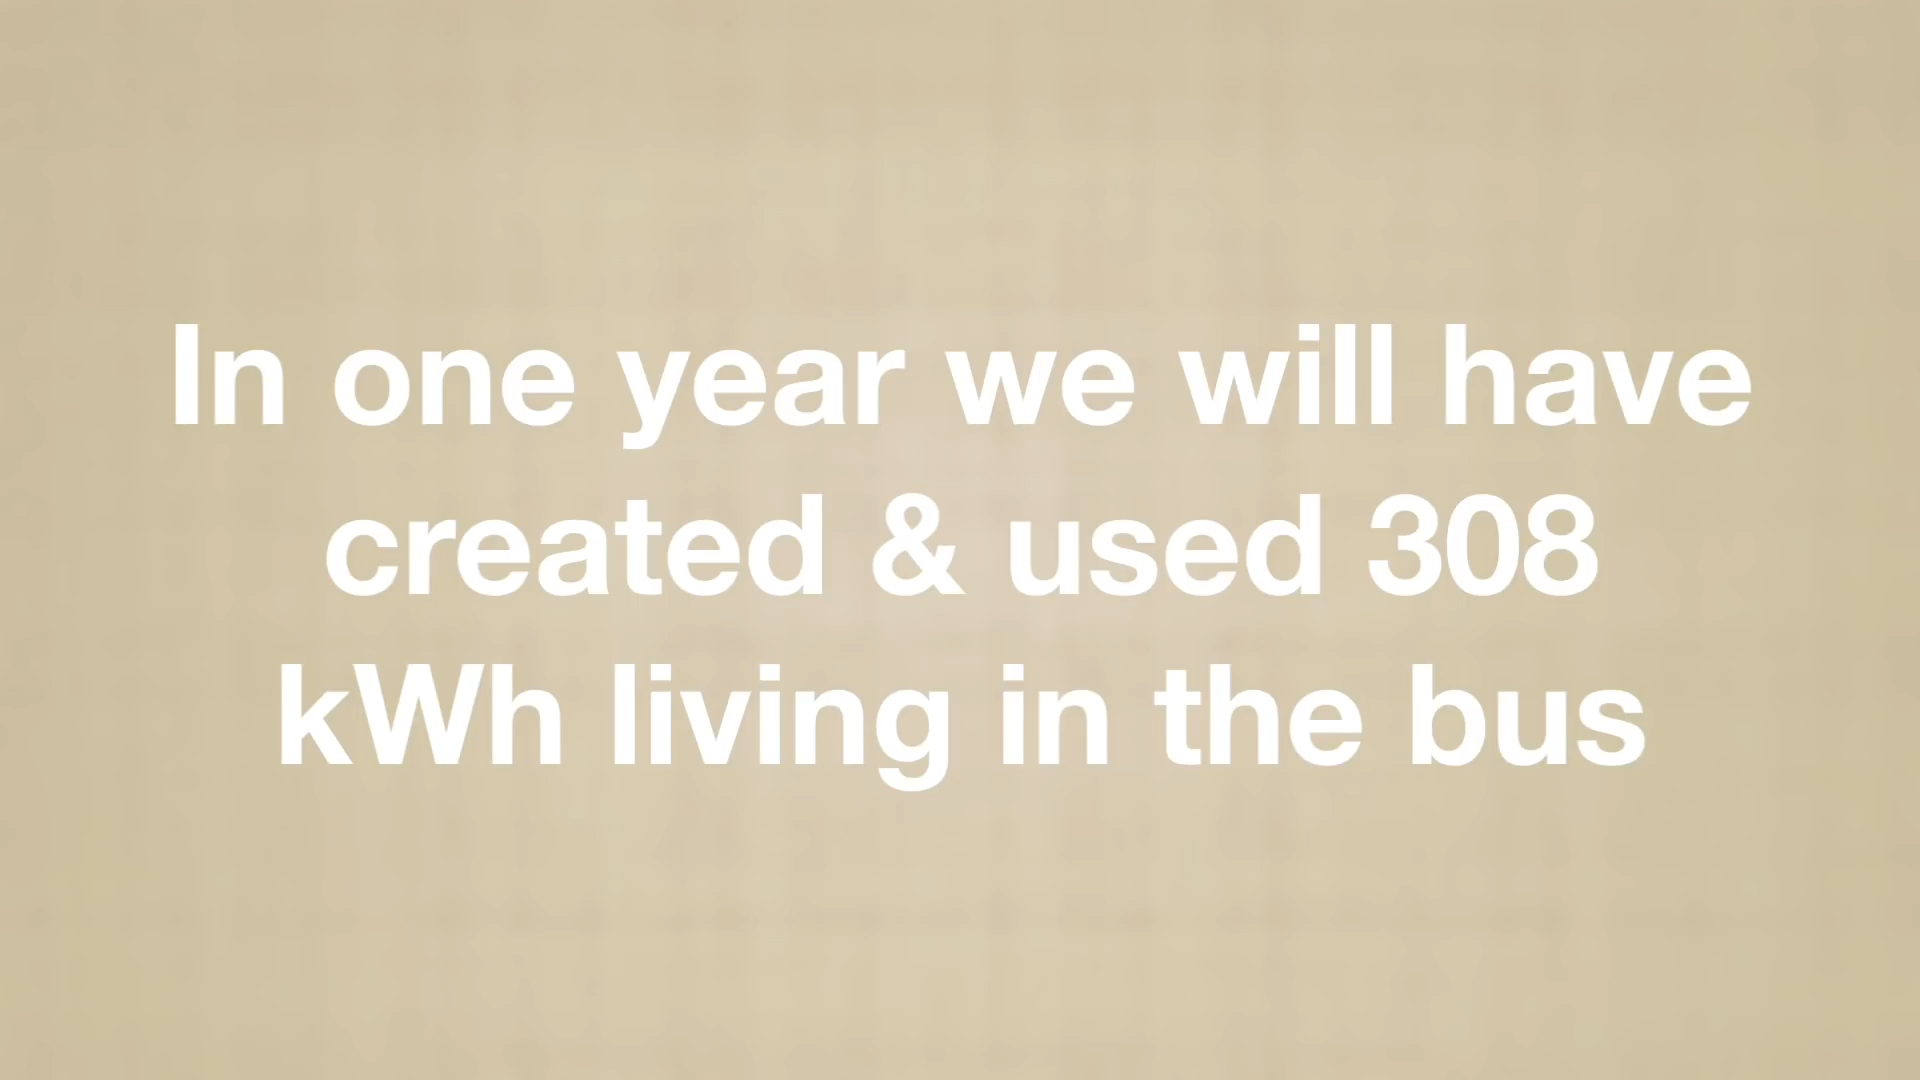 In one year we will have
created & used 308
kWh living in the bus